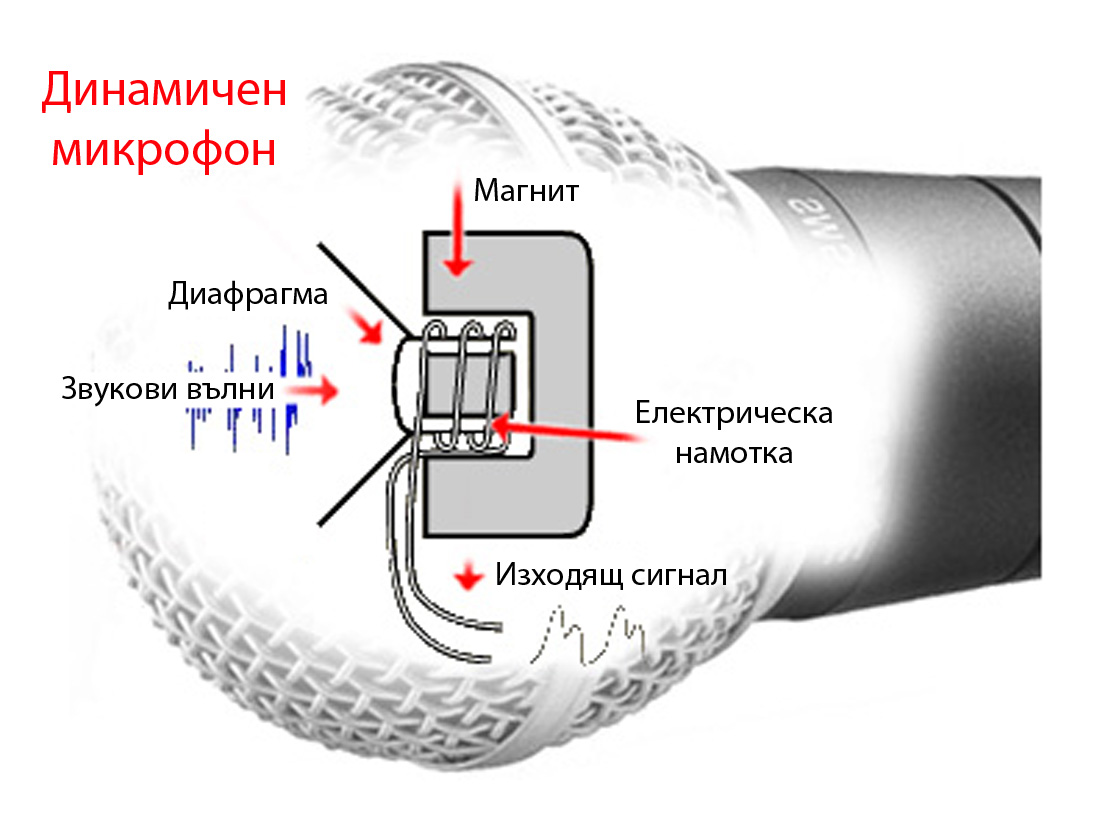 Динамичен
микрофон
Магнит
Диафрагма
Звукови вълни
Електрическа
намотка
Изходящ сигнал